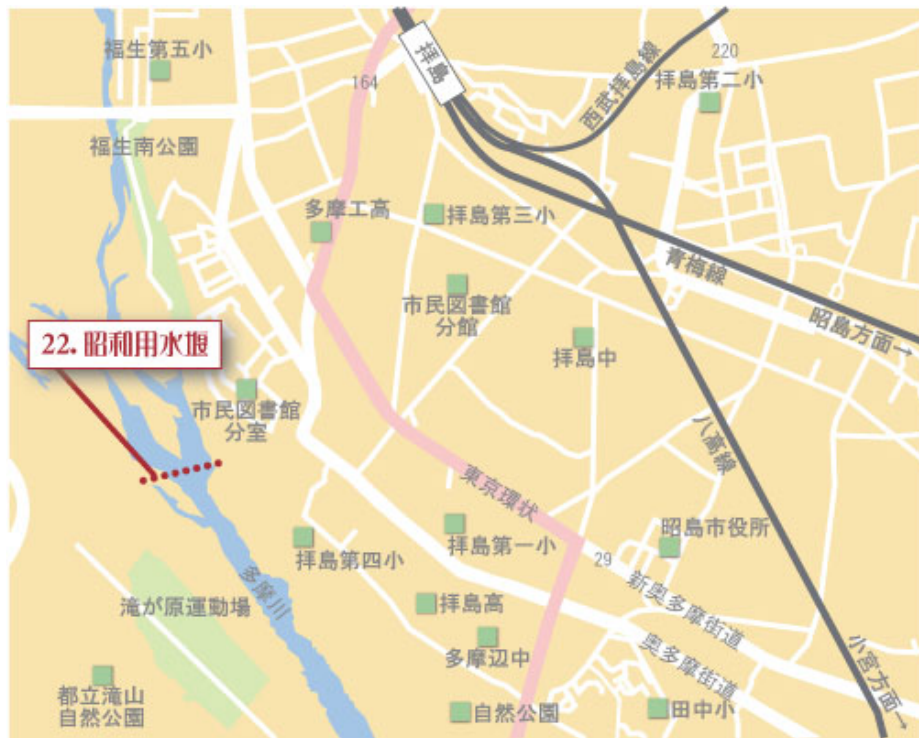 福生第五小
164
拝島
西武拝島線
220
拝島第二小
福生南公園
多摩工高
拝島第三小
市民図書館
分館
青梅線
昭島方面→
22. 昭和用水堰
拝島中
市民図書館
分室
八高線
東京環状
拝島第四小
拝島第一小
昭島市役所
29
新奥多摩街道
多摩川
滝が原運動場
拝島高
多摩辺中
奥多摩街道
小宮方面→
都立滝山
自然公園
自然公園
田中小